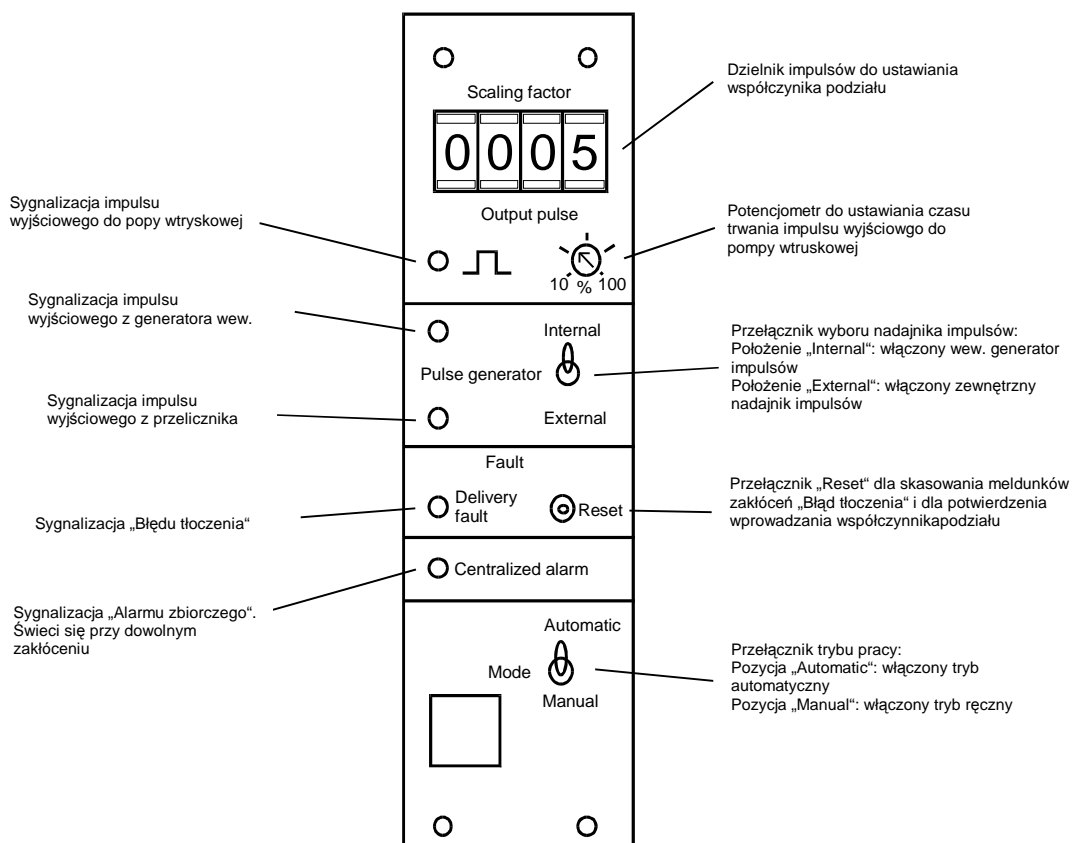 Scaling factor
0005
Output pulse
10 % 100
Internal
Pulse generator
External
Fault
Delivery
fault
Reset
Centralized alarm
Automatic
Mode
Manual
Sygnalizacja impulsu
wyjściowego do popy wtryskowej
Sygnalizacja impulsu
wyjściowego z generatora wew.
Sygnalizacja impulsu
wyjściowego z przelicznika
Sygnalizacja „Błędu tłoczenia“
Sygnalizacja „Alarmu zbiorczego“.
Świeci się przy dowolnym
zakłóceniu
Dzielnik impulsów do ustawiania
współczynika podziału
Potencjometr do ustawiania czasu
trwania impulsu wyjściowgo do
pompy wtruskowej
Przełącznik wyboru nadajnika impulsów:
Położenie „Internal“: włączony wew. generator
impulsów
Położenie „External“: włączony zewnętrzny
nadajnik impulsów
Przełącznik „Reset“ dla skasowania meldunków
zakłóceń „Błąd tłoczenia“ i dla potwierdzenia
wprowadzania współczynnikapodziału
Przełącznik trybu pracy:
Pozycja „Automatic“: włączony tryb
automatyczny
Pozycja „Manual“: włączony tryb ręczny